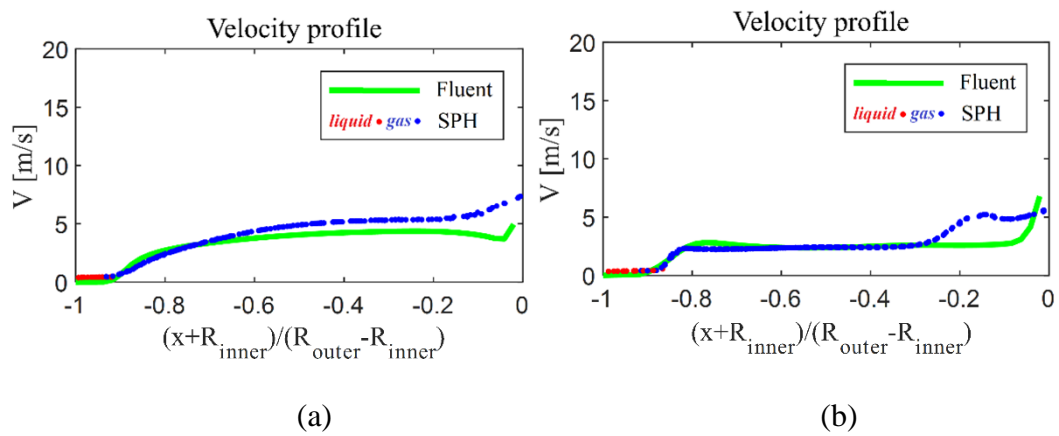 Velocity profile
20
15
10
5
0
V [m/s]
Fluent
liquid gas SPH
-1 -0.8 -0.6 -0.4 -0.2 0
(x+R_inner)/(R_outer-R_inner)
(a)
Velocity profile
20
15
10
5
0
V [m/s]
Fluent
liquid gas SPH
-1 -0.8 -0.6 -0.4 -0.2 0
(x+R_inner)/(R_outer-R_inner)
(b)